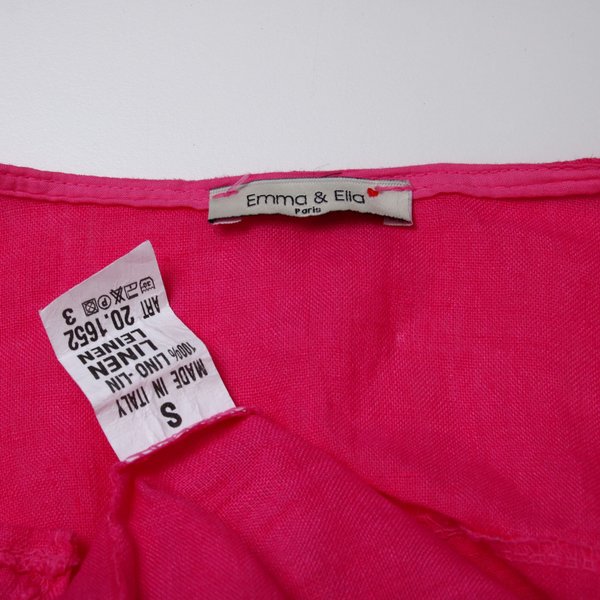 Emma & Ella
Paris
S
MADE IN ITALY
100% LINO-LIN
LINEN
LEINEN
ART 20.1652
3